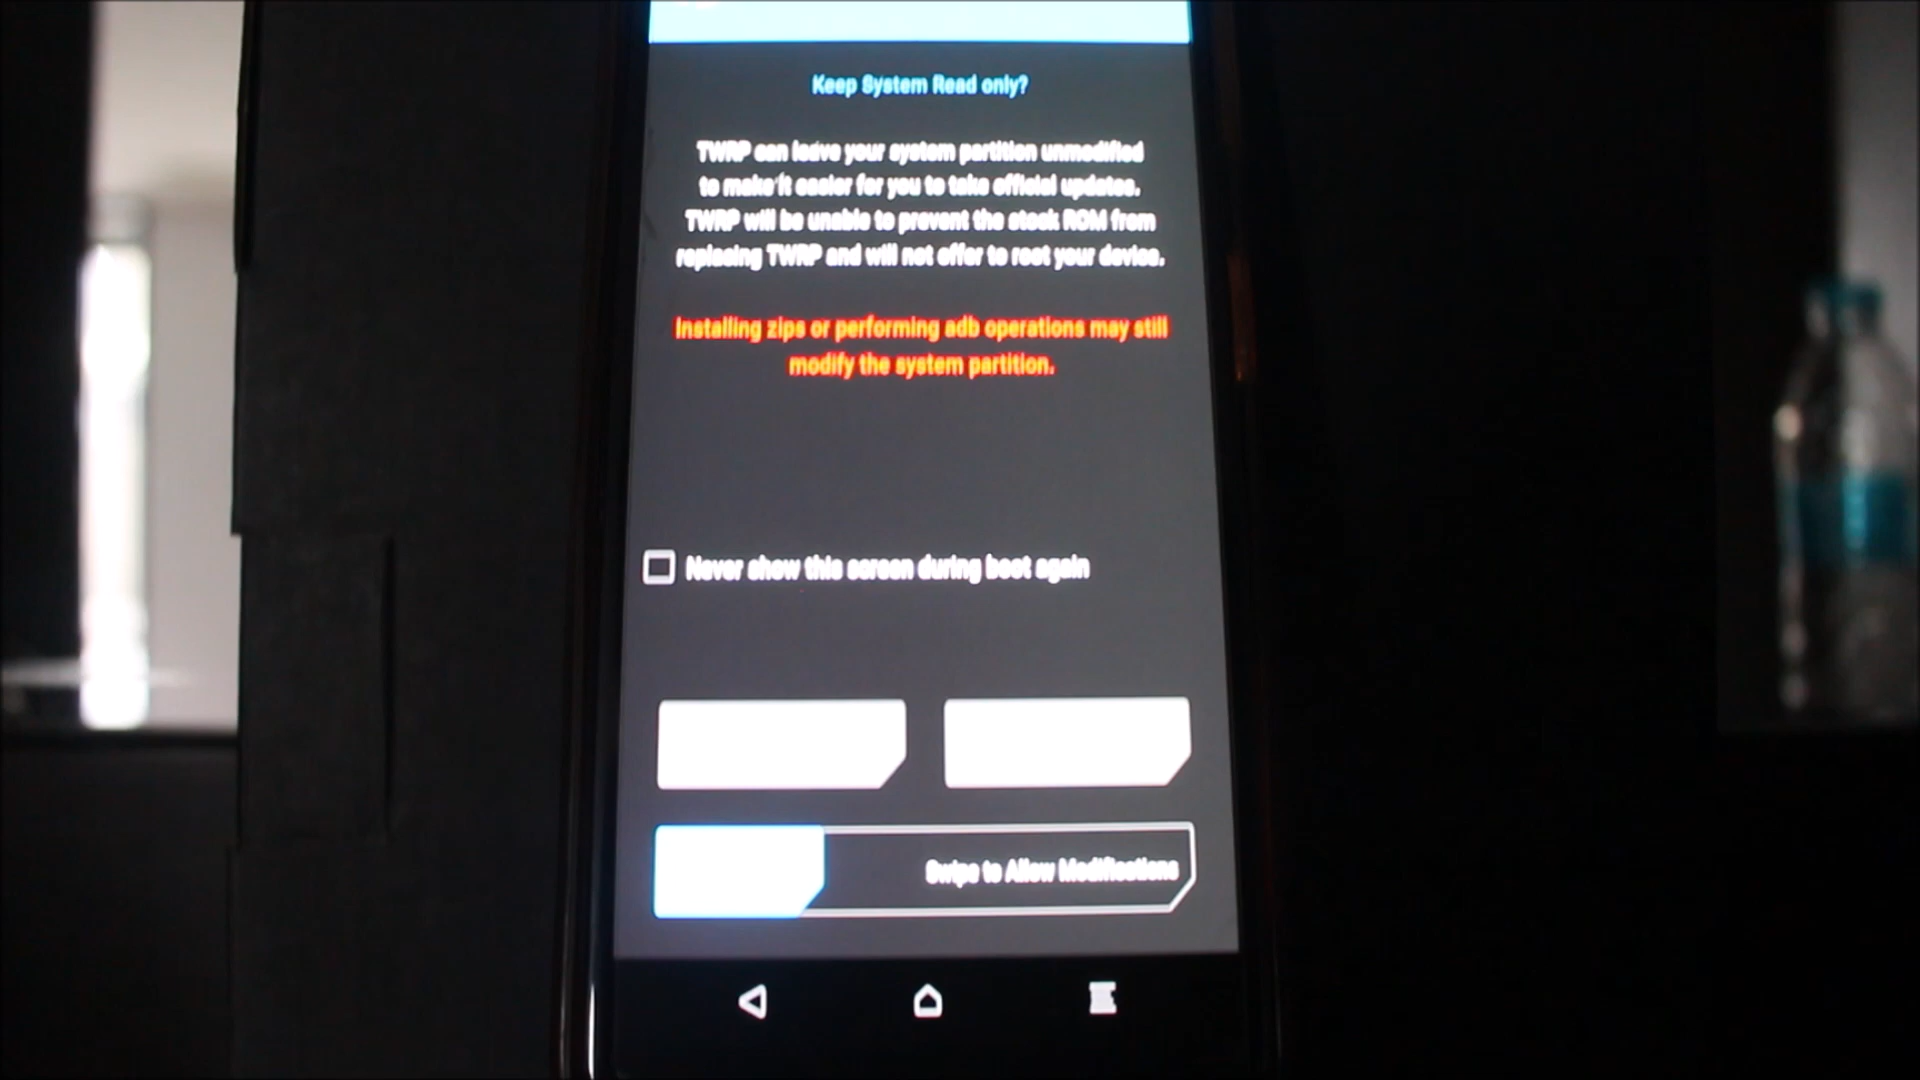 Keep System Read only?
TWRP can leave your system partition unmodified
to make it easier for you to take official updates.
TWRP will be unable to prevent the stock ROM from
replacing TWRP and will not offer to root your device.
Installing zips or performing adb operations may still
modify the system partition.
Never show this screen during boot again
Swipe to Allow Modifications